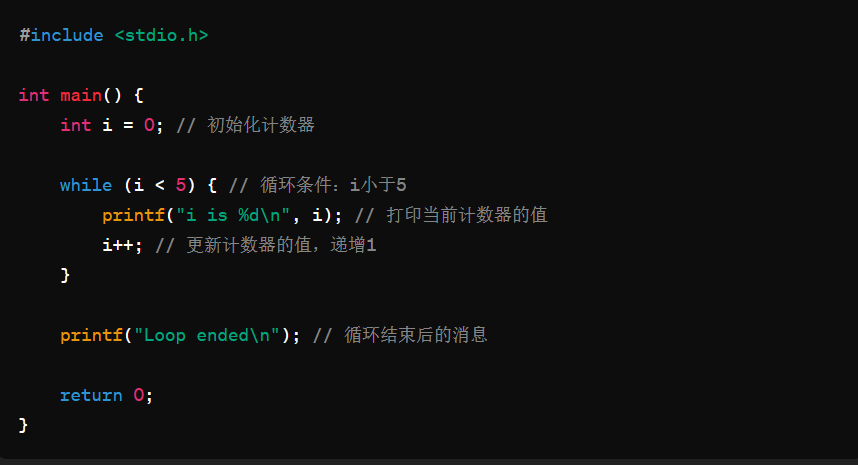 #include <stdio.h>
int main() {
int i = 0; // 初始化计数器
while (i < 5) { // 循环条件：i小于5
printf("i is %d\n", i); // 打印当前计数器的值
i++; // 更新计数器的值，递增1
}
printf("Loop ended\n"); // 循环结束后的消息
return 0;
}